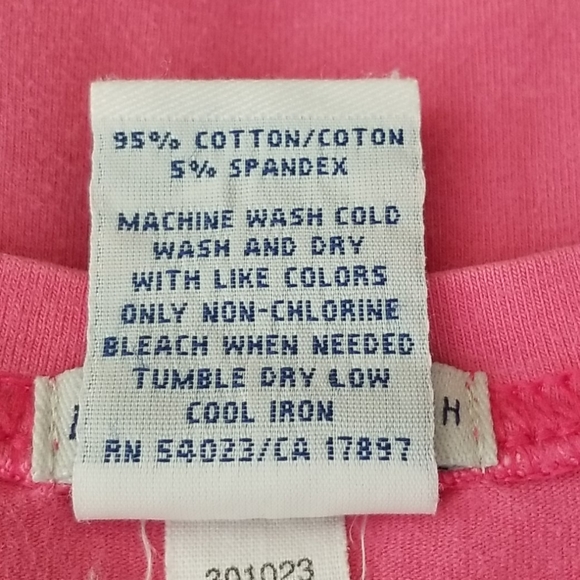 95% COTTON/COTON
5% SPANDEX
MACHINE WASH COLD
WASH AND DRY
WITH LIKE COLORS
ONLY NON-CHLORINE
BLEACH WHEN NEEDED
TUMBLE DRY LOW
COOL IRON
RN 54023/CA 17897
H
201023